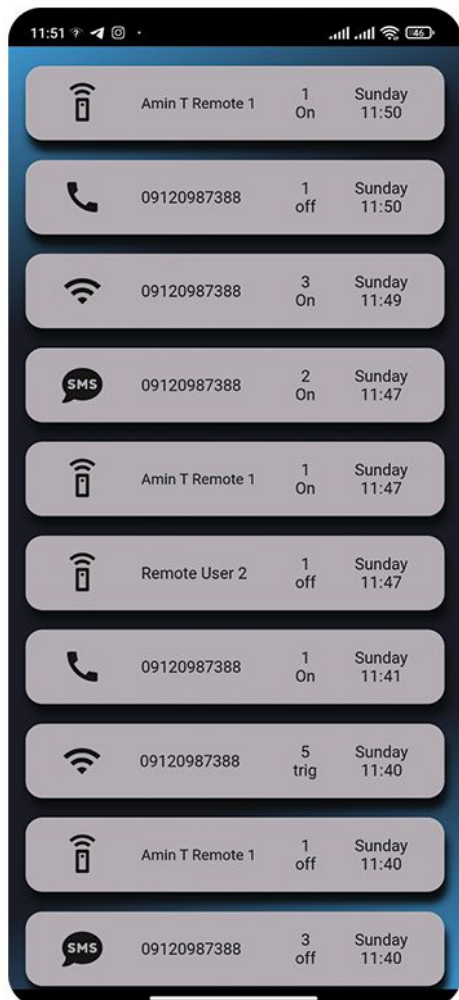 11:51
46
Amin T Remote 1
1
On
Sunday
11:50
09120987388
1
off
Sunday
11:50
09120987388
3
On
Sunday
11:49
SMS
09120987388
2
On
Sunday
11:47
Amin T Remote 1
1
On
Sunday
11:47
Remote User 2
1
off
Sunday
11:47
09120987388
1
On
Sunday
11:41
09120987388
5
trig
Sunday
11:40
Amin T Remote 1
1
off
Sunday
11:40
SMS
09120987388
3
off
Sunday
11:40